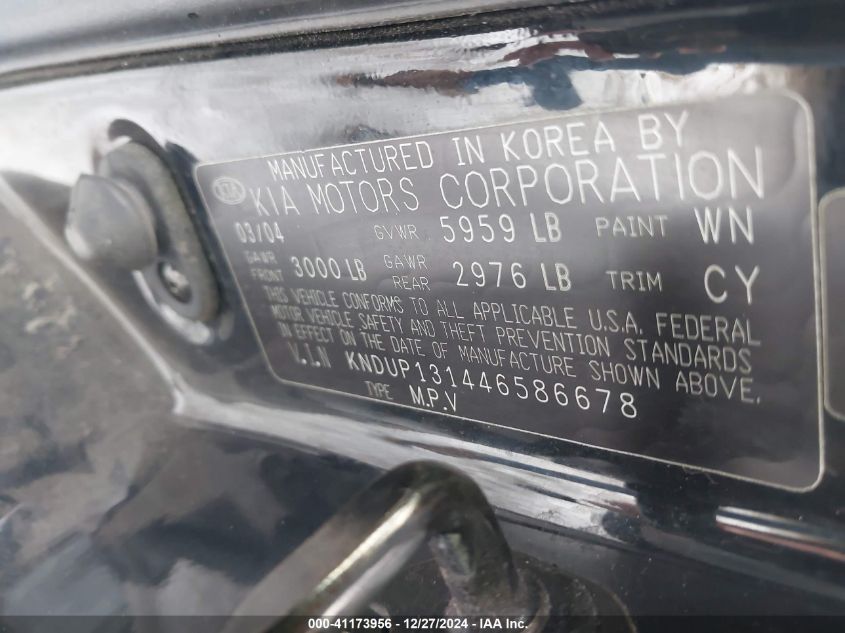 MANUFACTURED IN KOREA BY
KIA KIA MOTORS CORPORATION
03/04 GVWR 5959 LB PAINT WN
GAWR FRONT 3000 LB GAWR REAR 2976 LB TRIM CY
THIS VEHICLE CONFORMS TO ALL APPLICABLE U.S.A. FEDERAL
MOTOR VEHICLE SAFETY AND THEFT PREVENTION STANDARDS
IN EFFECT ON THE DATE OF MANUFACTURE SHOWN ABOVE.
V.I.N KNDUP131446586678
TYPE M.P.V
000-41173956 - 12/27/2024 - IAA Inc.